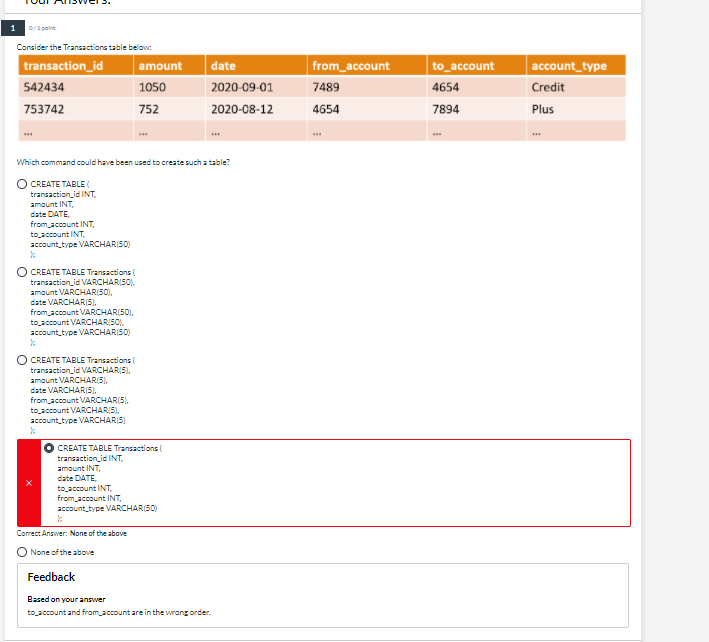 Your Answers:
1
0 / 1 point
Consider the Transactions table below:
transaction_id amount date from_account to_account account_type
542434 1050 2020-09-01 7489 4654 Credit
753742 752 2020-08-12 4654 7894 Plus
... ... ... ... ... ...
Which command could have been used to create such a table?
CREATE TABLE (
transaction_id INT,
amount INT,
date DATE,
from_account INT,
to_account INT,
account_type VARCHAR(50)
);
CREATE TABLE Transactions (
transaction_id VARCHAR(50),
amount VARCHAR(50),
date VARCHAR(5),
from_account VARCHAR(50),
to_account VARCHAR(50),
account_type VARCHAR(50)
);
CREATE TABLE Transactions (
transaction_id VARCHAR(5),
amount VARCHAR(5),
date VARCHAR(5),
from_account VARCHAR(5),
to_account VARCHAR(5),
account_type VARCHAR(5)
);
CREATE TABLE Transactions (
transaction_id INT,
amount INT,
date DATE,
to_account INT,
from_account INT,
account_type VARCHAR(50)
);
Correct Answer: None of the above
None of the above
Feedback
Based on your answer
to_account and from_account are in the wrong order.